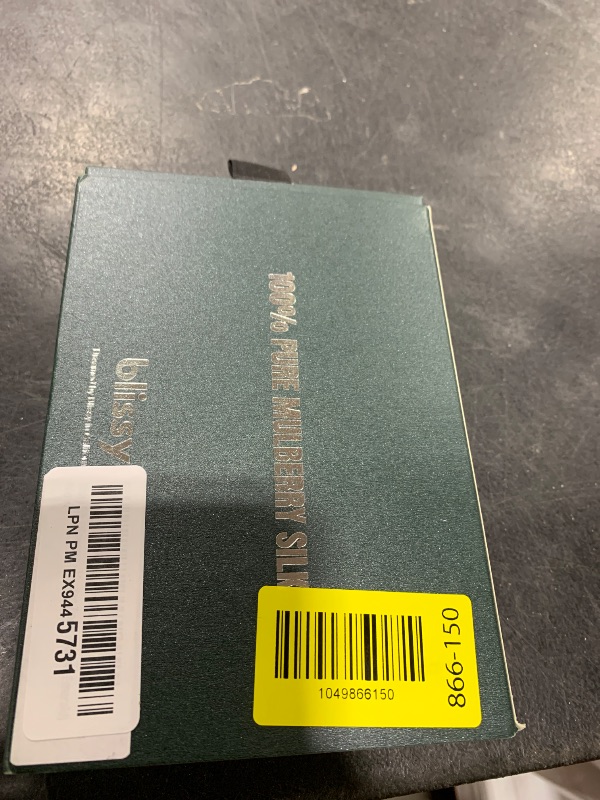 100% PURE MULBERRY SILK
blissy
LPN PM EX9445731
1049866150
866-150